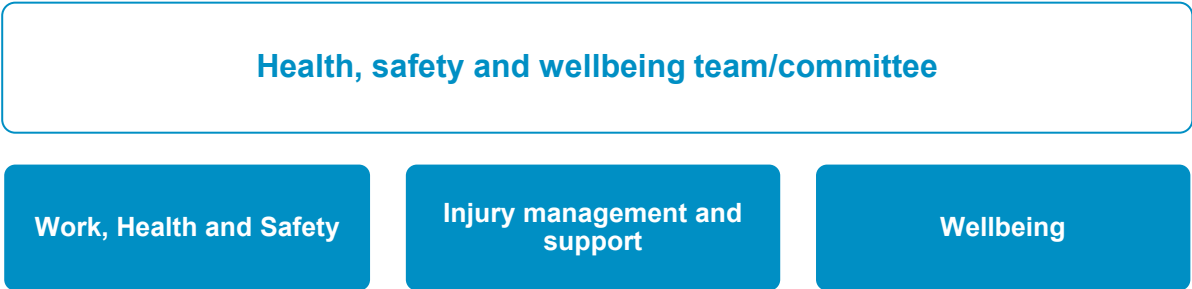 Health, safety and wellbeing team/committee
Work, Health and Safety
Injury management and
support
Wellbeing